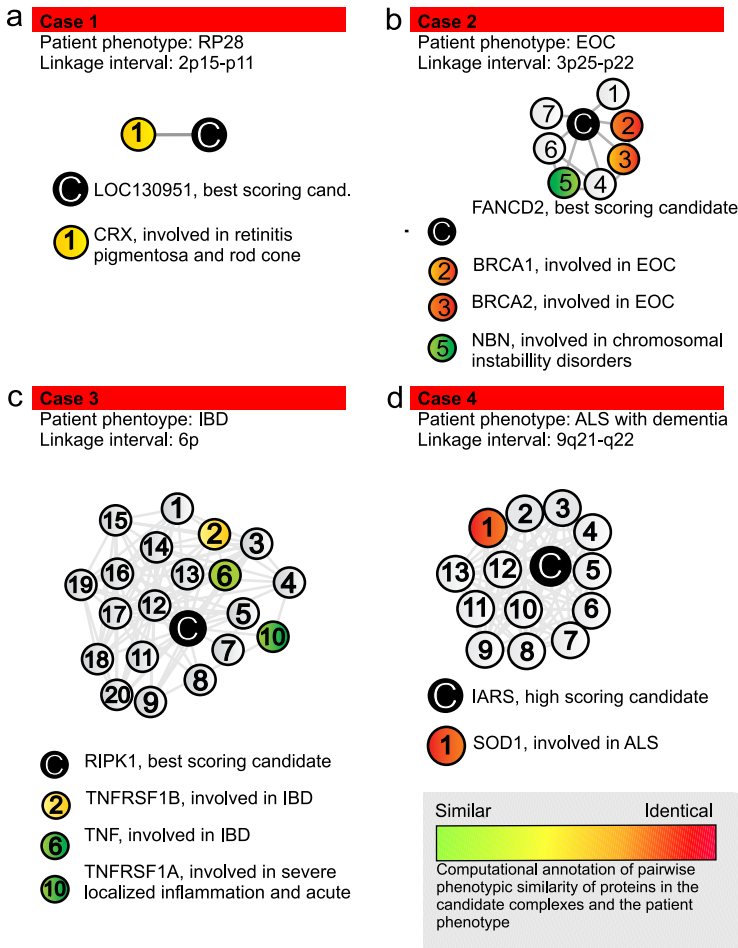 a
Case 1
Patient phenotype: RP28
Linkage interval: 2p15-p11
1 C
C LOC130951, best scoring cand.
1 CRX, involved in retinitis
pigmentosa and rod cone
b
Case 2
Patient phenotype: EOC
Linkage interval: 3p25-p22
1
7 C 2
6 3
5 4
FANCD2, best scoring candidate
C
2 BRCA1, involved in EOC
3 BRCA2, involved in EOC
5 NBN, involved in chromosomal
instability disorders
c
Case 3
Patient phentoype: IBD
Linkage interval: 6p
1
15
2
14 3
16 13 6
19 4
17 12 5
C 10
18 11 7
20 9 8
C RIPK1, best scoring candidate
2 TNFRSF1B, involved in IBD
6 TNF, involved in IBD
10 TNFRSF1A, involved in severe
localized inflammation and acute
d
Case 4
Patient phenotype: ALS with dementia
Linkage interval: 9q21-q22
1 2 3
4
13 12 C 5
11 10 6
9 8 7
C IARS, high scoring candidate
1 SOD1, involved in ALS
Similar Identical
Computational annotation of pairwise
phenotypic similarity of proteins in the
candidate complexes and the patient
phenotype